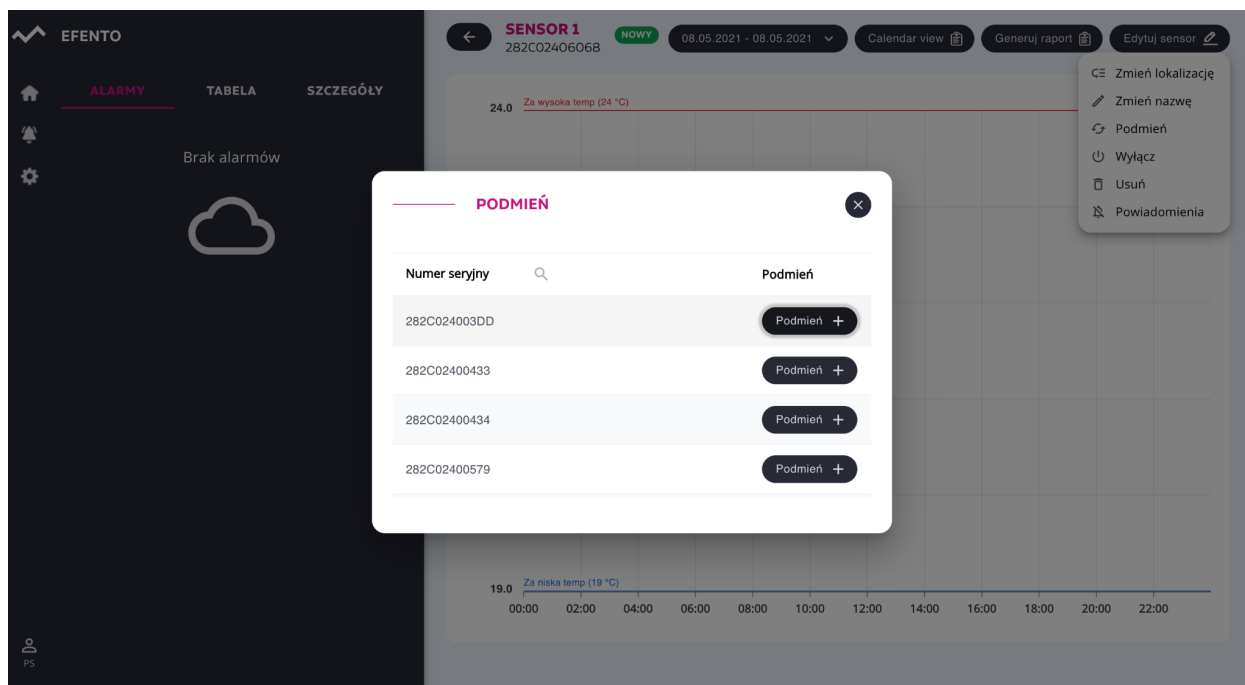 EFENTO
SENSOR 1
282C02406068
NOWY
08.05.2021 - 08.05.2021
Calendar view
Generuj raport
Edytuj sensor
ALARMY TABELA SZCZEGÓŁY
Brak alarmów
Zmień lokalizację
Zmień nazwę
Podmień
Wyłącz
Usuń
Powiadomienia
24.0 Za wysoka temp (24 °C)
PODMIEŃ
Numer seryjny Podmień
282C024003DD Podmień +
282C02400433 Podmień +
282C02400434 Podmień +
282C02400579 Podmień +
19.0 Za niska temp (19 °C)
00:00 02:00 04:00 06:00 08:00 10:00 12:00 14:00 16:00 18:00 20:00 22:00
PS